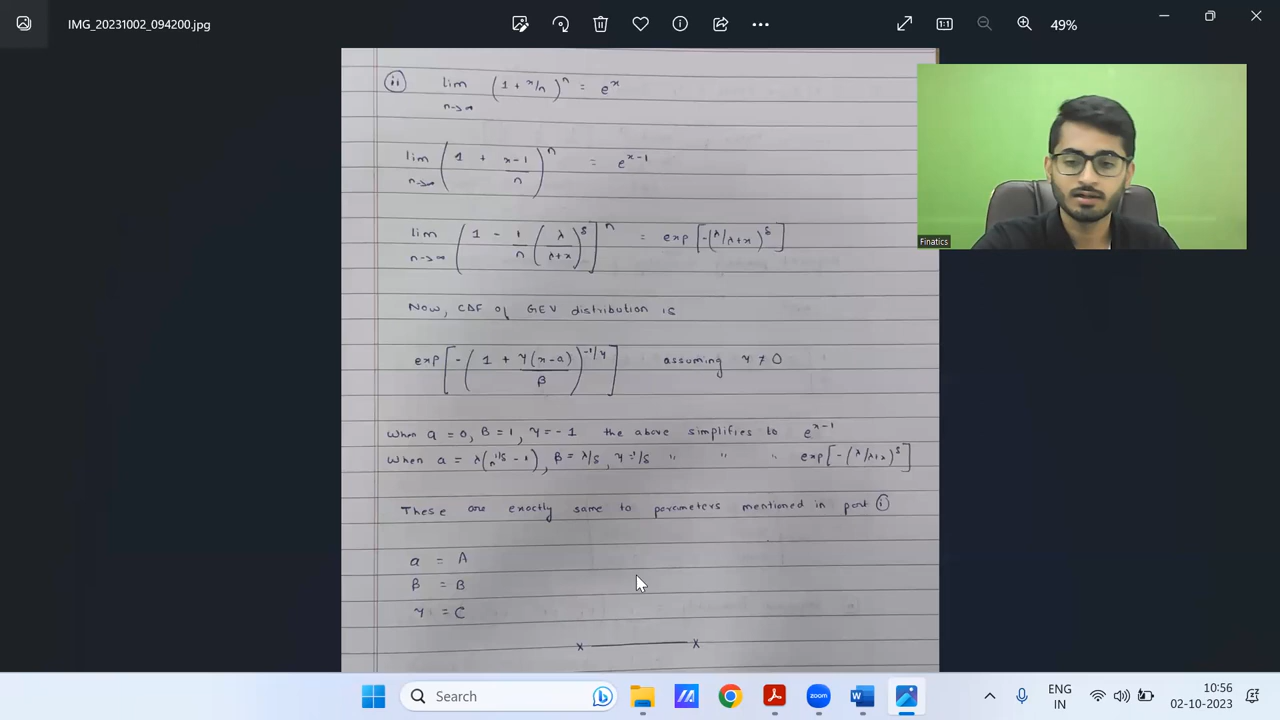 IMG_20231002_094200.jpg
49%
ii lim n→∞ (1 + x/n)^n = e^x
lim n→∞ (1 + (x-1)/n)^n = e^(x-1)
lim n→∞ (1 - 1/n (λ/(λ+x))^δ]^n = exp[-(λ/λ+x)^δ]
Now, CDF of GEV distribution is
exp[-(1 + γ(x-a)/β)^(-1/γ)] assuming γ ≠ 0
When a = 0, B = 1, γ = -1 the above simplifies to e^(x-1)
When a = λ(n^(1/δ) - 1), β = λ/δ, γ = 1/δ " " " exp[-(λ/λ+x)^δ]
These are exactly same to parameters mentioned in part i
a = A
β = B
γ = C
x x
Finatics
Search
ENG
IN
10:56
02-10-2023